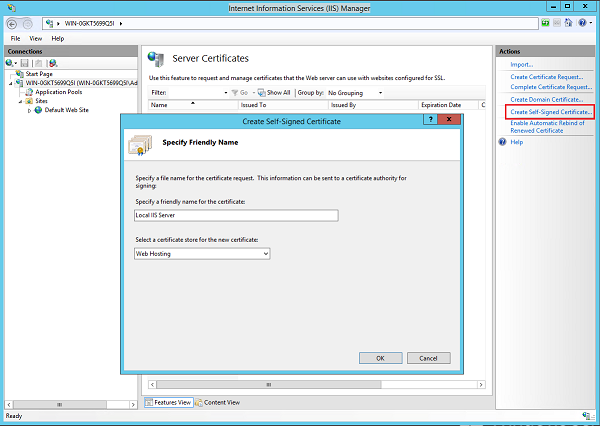 Internet Information Services (IIS) Manager
WIN-0GKT5699Q5I
File View Help
Connections
Start Page
WIN-0GKT5699Q5I (WIN-0GKT5699Q5I\Ad
Application Pools
Sites
Default Web Site
Server Certificates
Use this feature to request and manage certificates that the Web server can use with websites configured for SSL.
Filter: Go Show All Group by: No Grouping
Name Issued To Issued By Expiration Date C
Create Self-Signed Certificate
Specify Friendly Name
Specify a file name for the certificate request. This information can be sent to a certificate authority for
signing:
Specify a friendly name for the certificate:
Local IIS Server
Select a certificate store for the new certificate:
Web Hosting
OK Cancel
Features View Content View
Actions
Import...
Create Certificate Request...
Complete Certificate Request...
Create Domain Certificate...
Create Self-Signed Certificate...
Enable Automatic Rebind of
Renewed Certificate
Help
Ready